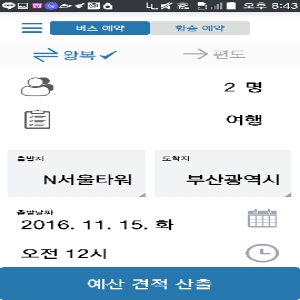 오후 8:43
버스 예약 합승 예약
왕복 편도
2 명
여행
출발지 도착지
N서울타워 부산광역시
출발날짜
2016. 11. 15. 화
오전 12시
예산 견적 산출